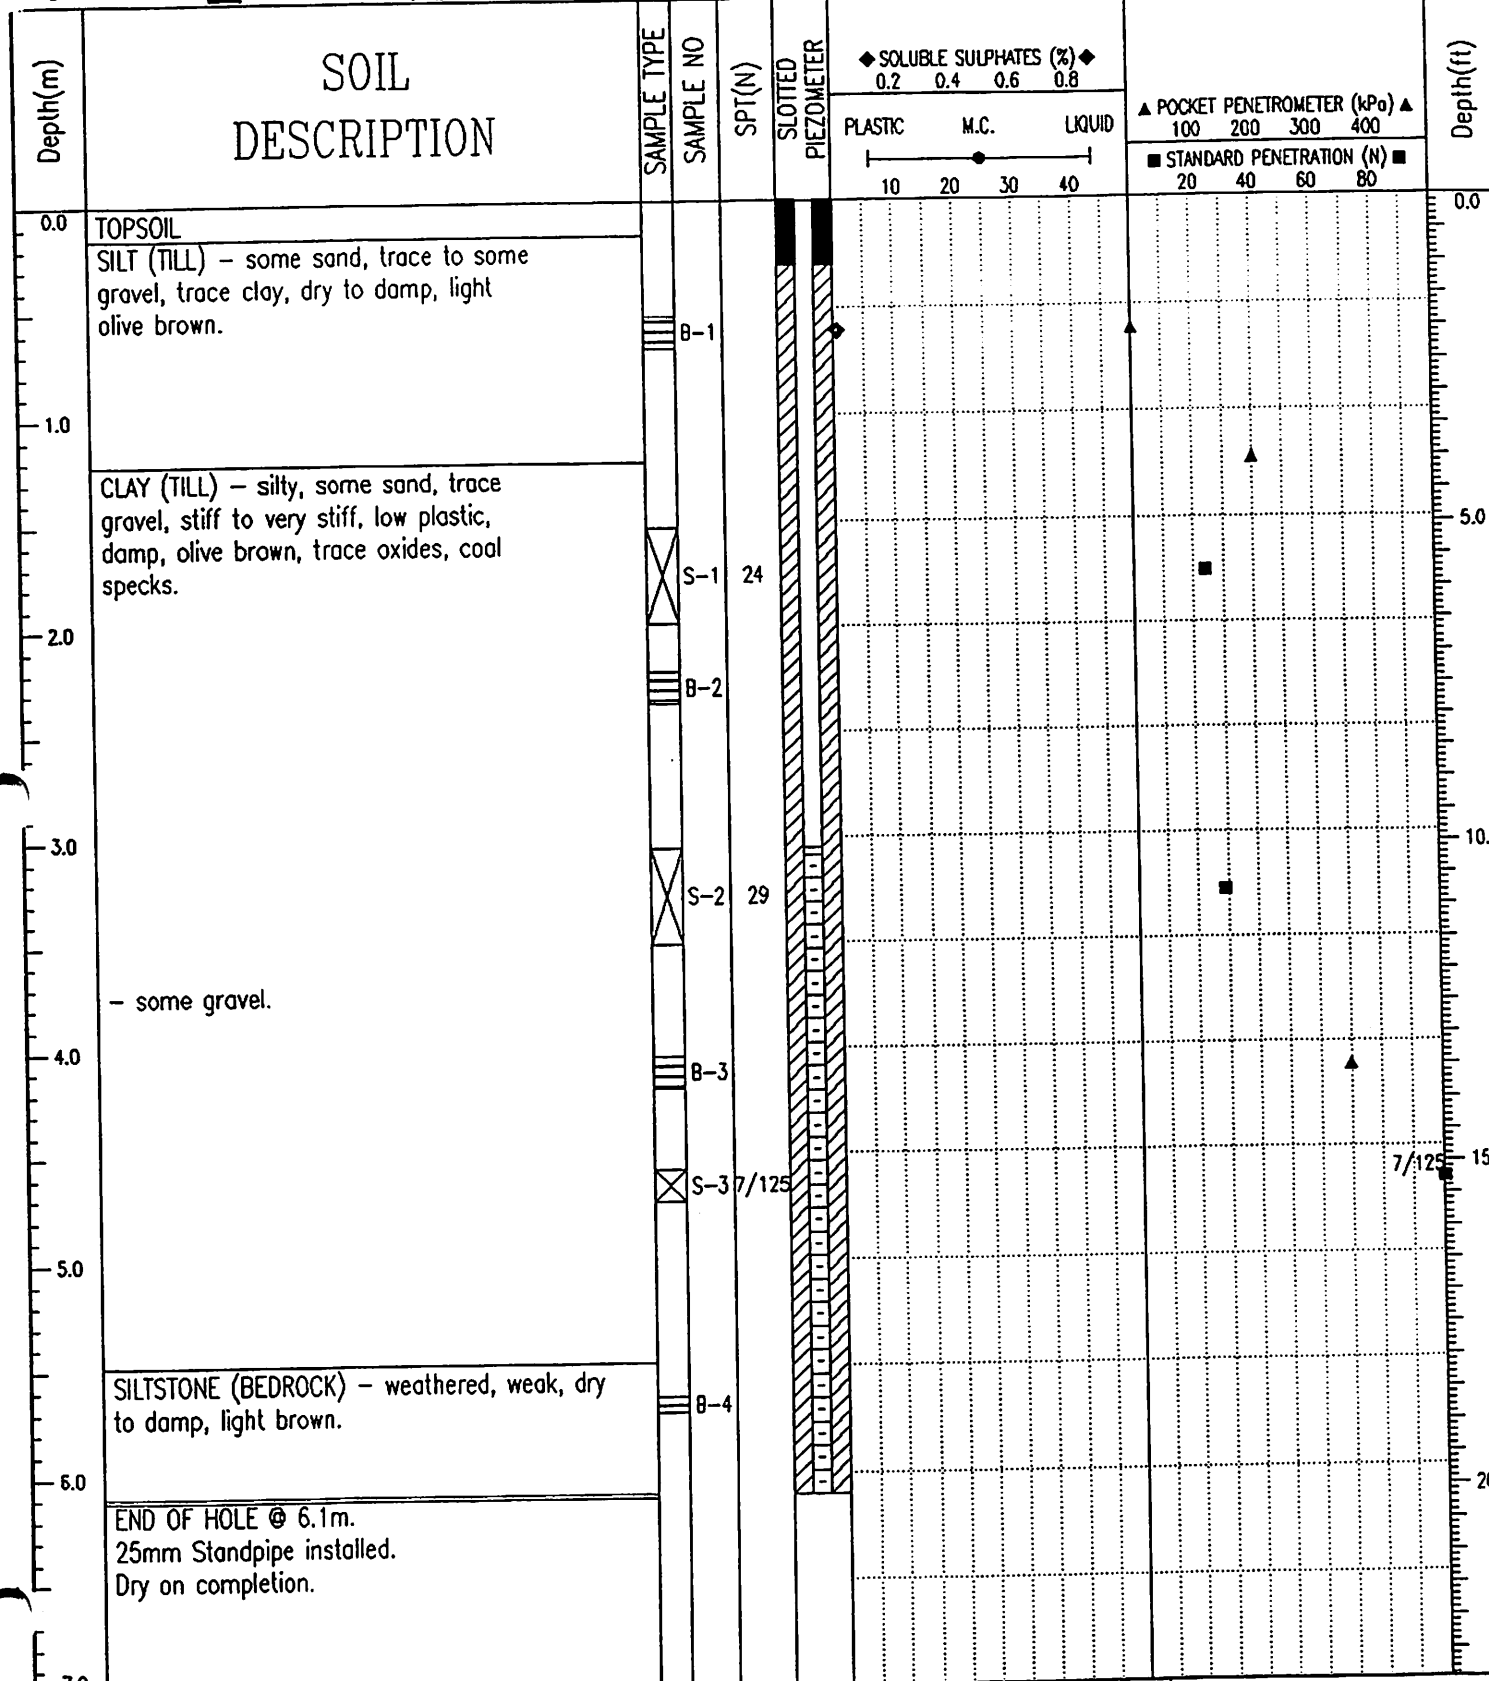 Depth(m)
SOIL
DESCRIPTION
SAMPLE TYPE
SAMPLE NO
SPT(N)
SLOTTED
PIEZOMETER
◆ SOLUBLE SULPHATES (%) ◆
0.2 0.4 0.6 0.8
PLASTIC M.C. LIQUID
10 20 30 40
▲ POCKET PENETROMETER (kPa) ▲
100 200 300 400
■ STANDARD PENETRATION (N) ■
20 40 60 80
Depth(ft)
0.0
TOPSOIL
0.0
SILT (TILL) – some sand, trace to some
gravel, trace clay, dry to damp, light
olive brown.
B-1
1.0
CLAY (TILL) – silty, some sand, trace
gravel, stiff to very stiff, low plastic,
damp, olive brown, trace oxides, coal
specks.
5.0
S-1 24
2.0
B-2
3.0
10.
S-2 29
– some gravel.
4.0
B-3
7/125
15
S-3 7/125
5.0
SILTSTONE (BEDROCK) – weathered, weak, dry
to damp, light brown.
B-4
6.0
END OF HOLE @ 6.1m.
25mm Standpipe installed.
Dry on completion.